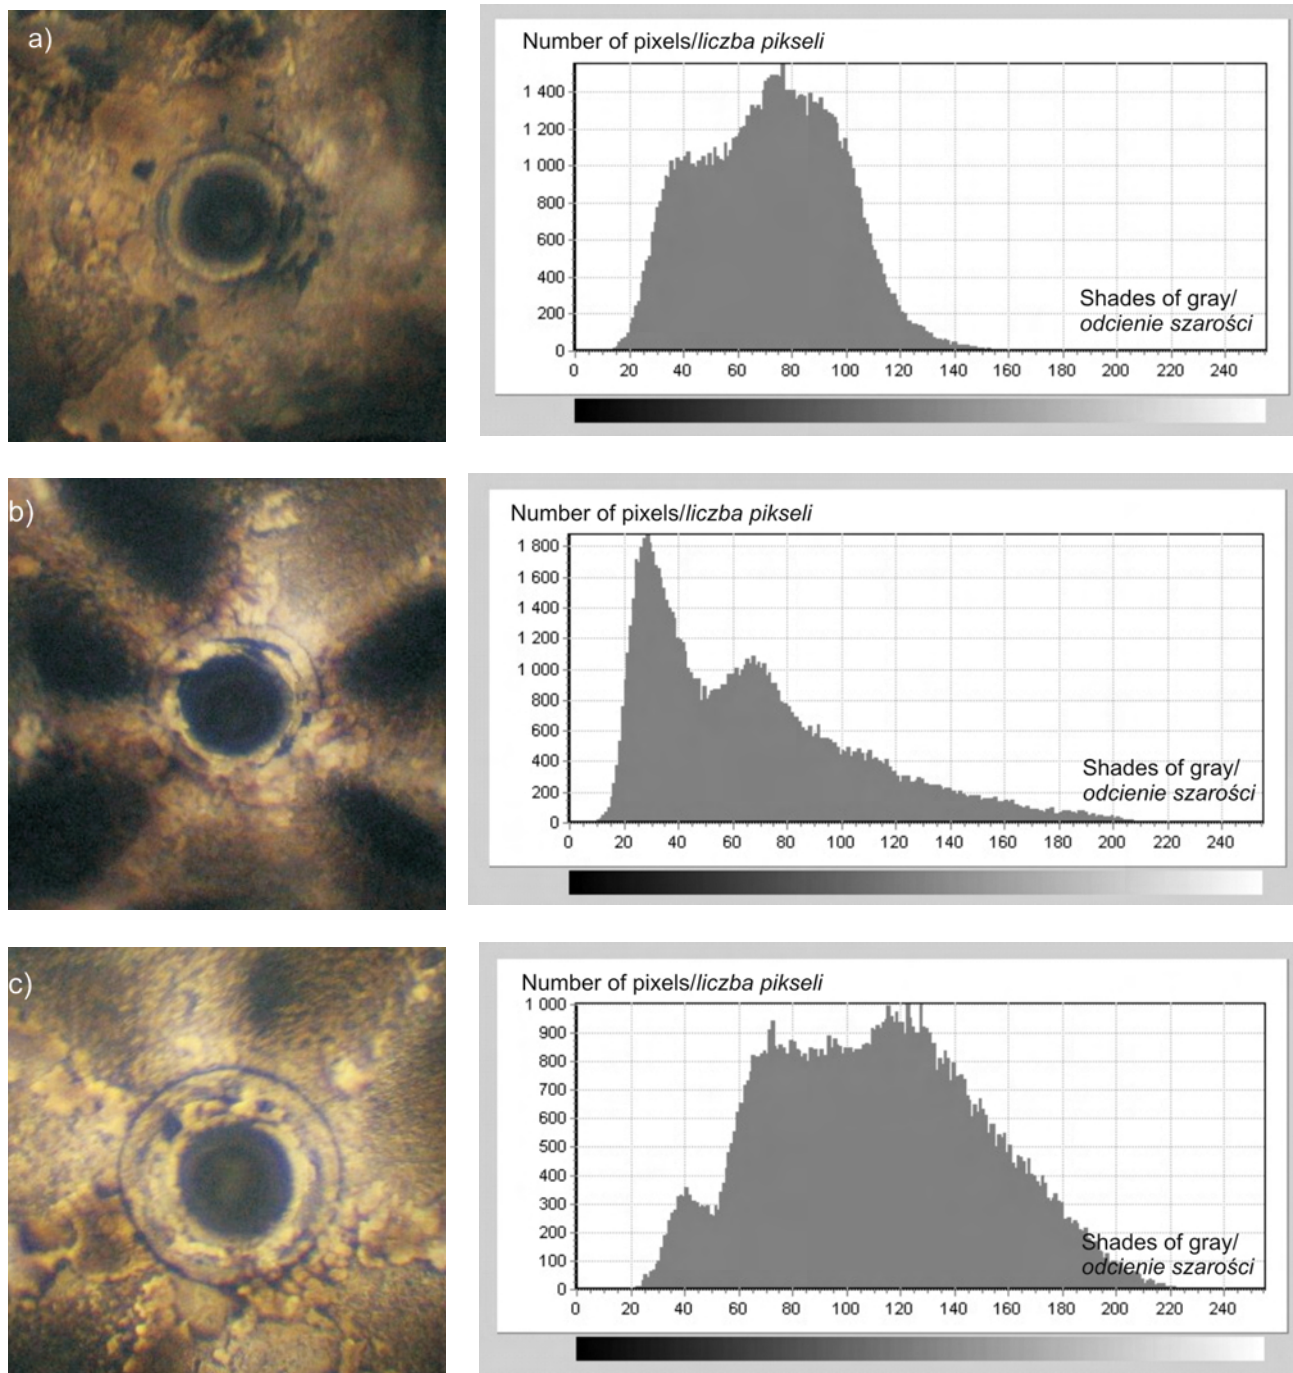 a)
Number of pixels/liczba pikseli
1 400
1 200
1 000
800
600
400
200
0
Shades of gray/
odcienie szarości
0 20 40 60 80 100 120 140 160 180 200 220 240
b)
Number of pixels/liczba pikseli
1 800
1 600
1 400
1 200
1 000
800
600
400
200
0
Shades of gray/
odcienie szarości
0 20 40 60 80 100 120 140 160 180 200 220 240
c)
Number of pixels/liczba pikseli
1 000
900
800
700
600
500
400
300
200
100
0
Shades of gray/
odcienie szarości
0 20 40 60 80 100 120 140 160 180 200 220 240